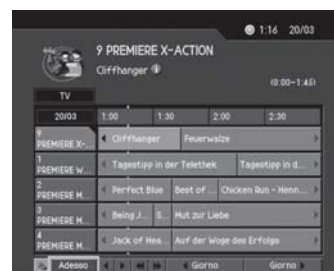 1:16 20/03
9 PREMIERE X-ACTION
Cliffhanger
(0:00~1:45)
TV
20/03 1:00 1:30 2:00 2:30
9 PREMIERE X-... Cliffhanger Feuerwalze
1 PREMIERE W... Tagestipp in der Telethek Tagestipp in d...
2 PREMIERE M... Perfect Blue Best of ... Chicken Run - Henn...
3 PREMIERE M... Being J... S... Hut zur Liebe
4 PREMIERE M... Jack of Hea... Auf der Woge des Erfolgs
Adesso Giorno Giorno